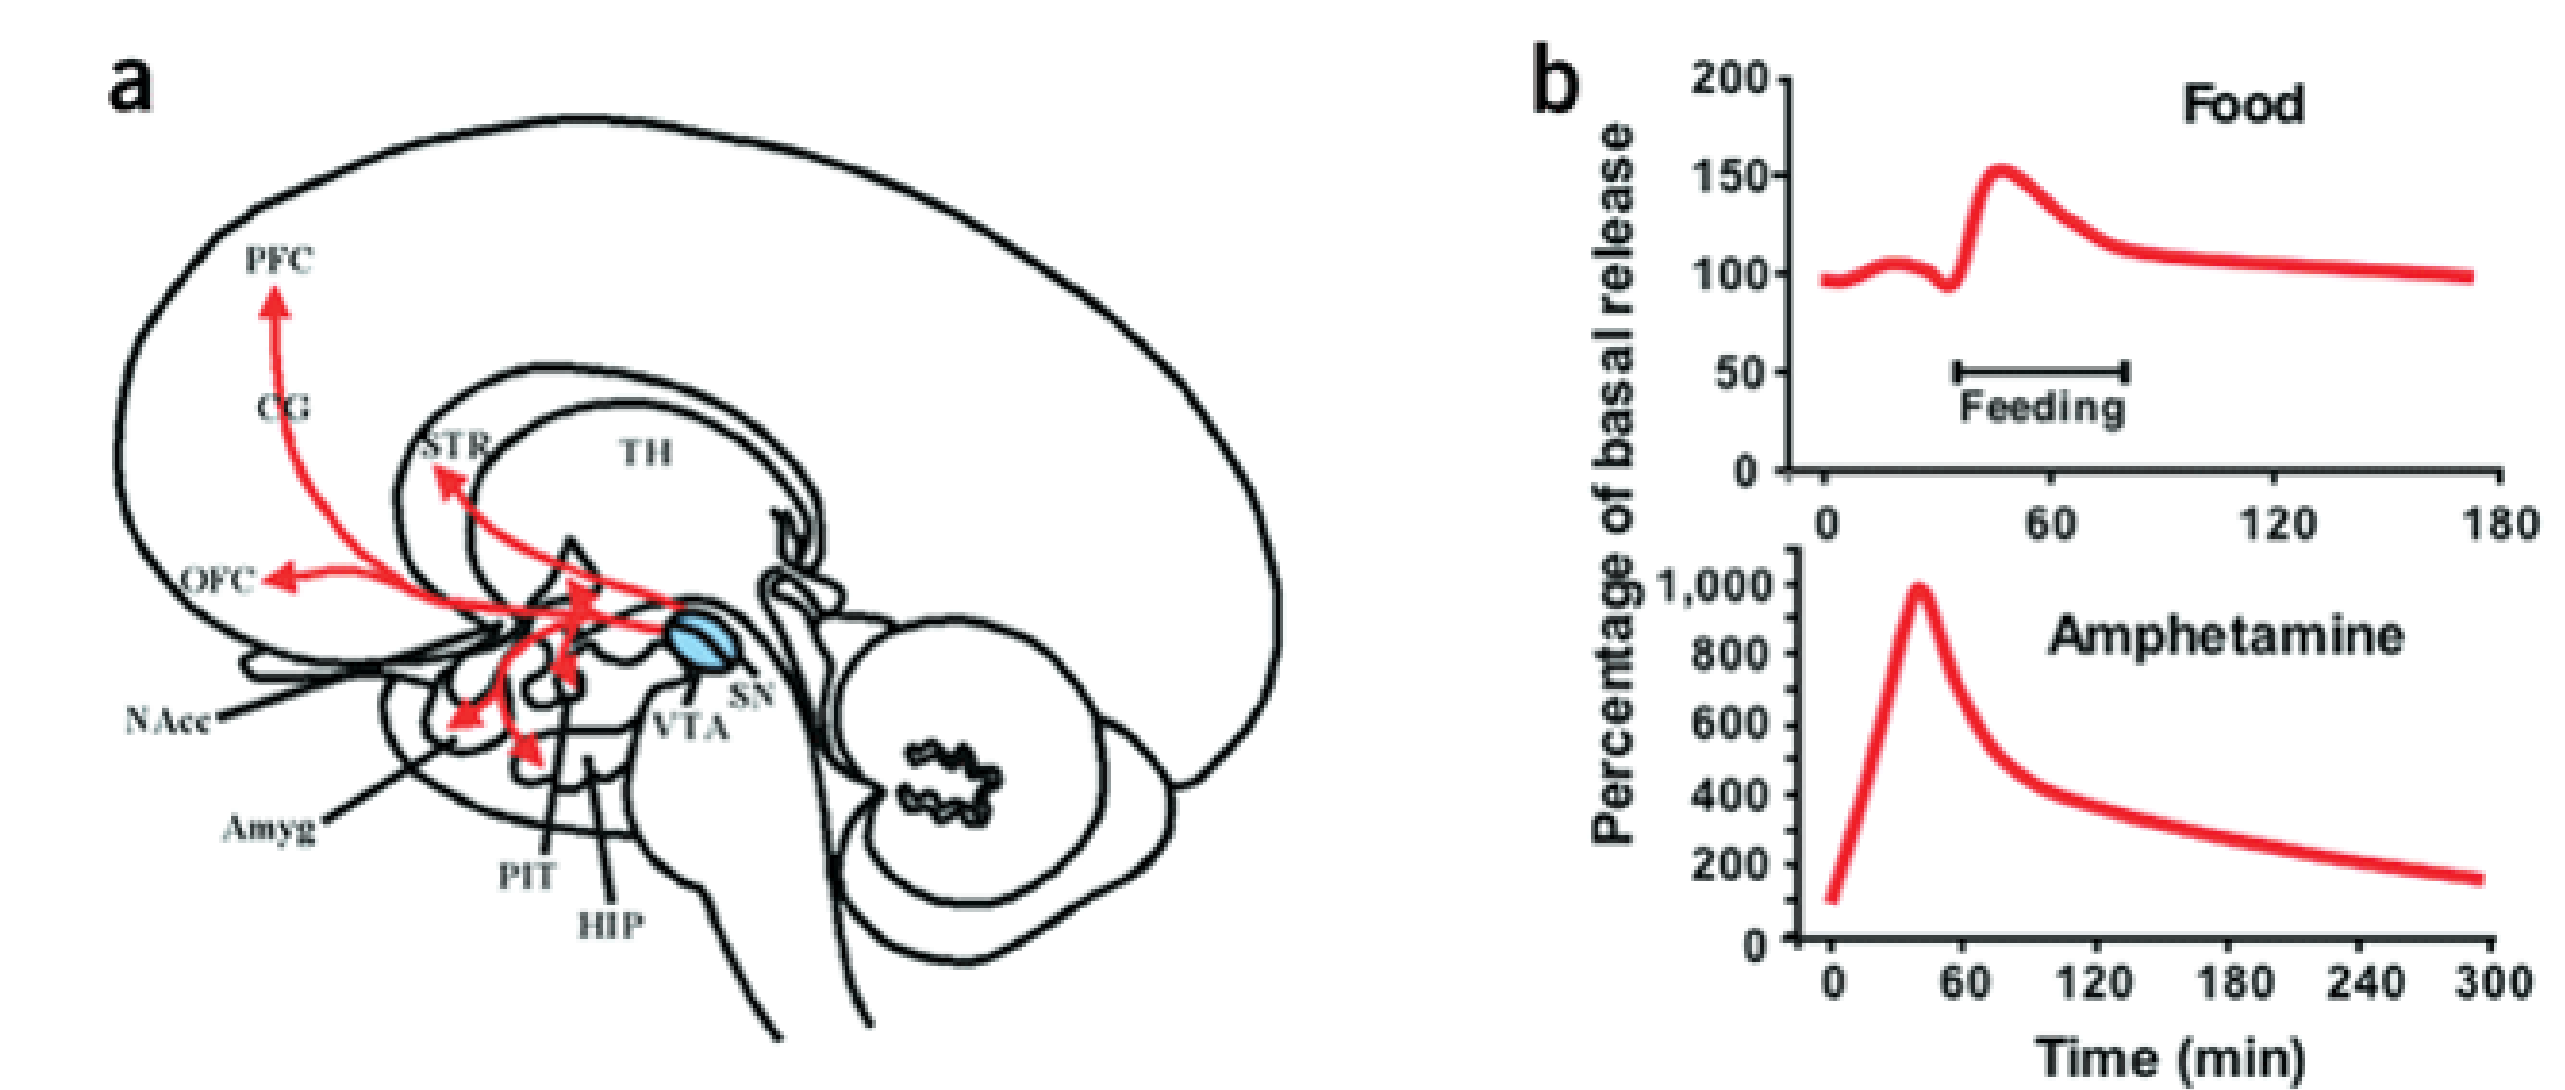 a
PFC
CG
STR
TH
OFC
NAcc
SN
VTA
Amyg
PIT
HIP
b
Percentage of basal release
200
150
100
50
0
Food
Feeding
0 60 120 180
1,000
800
600
400
200
0
Amphetamine
0 60 120 180 240 300
Time (min)